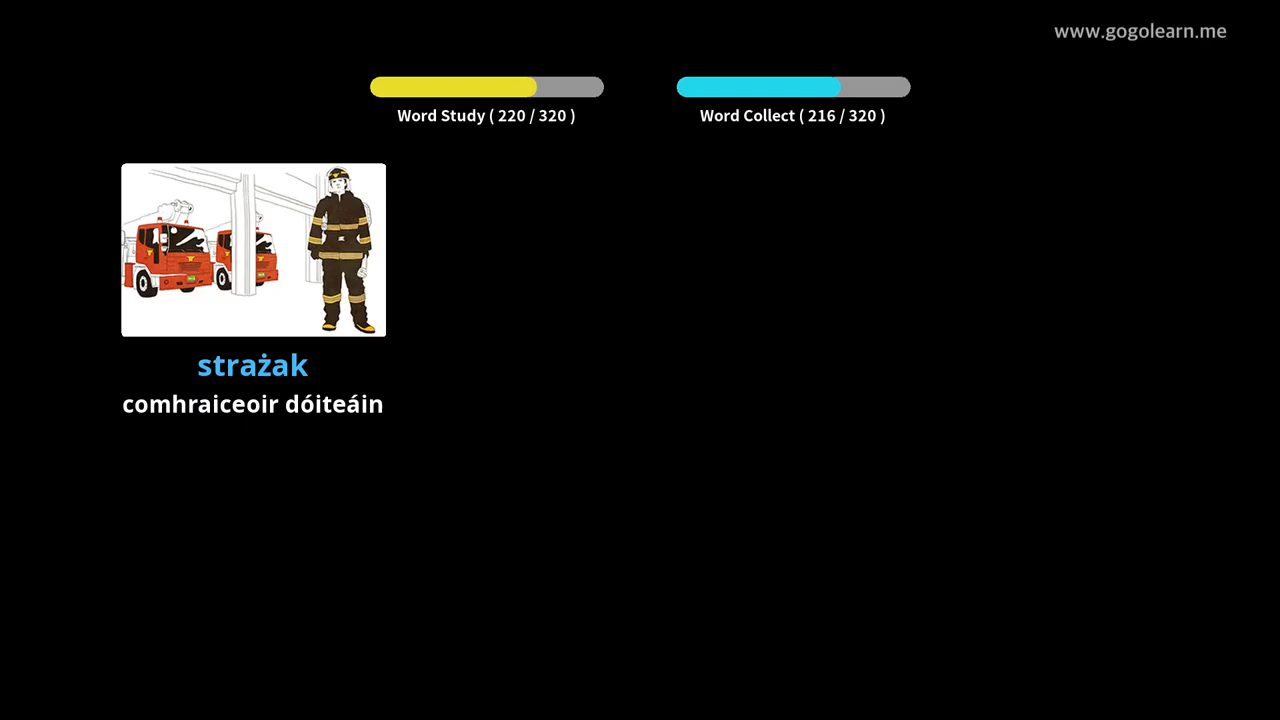 www.gogolearn.me
Word Study ( 220 / 320 )
Word Collect ( 216 / 320 )
strażak
comhraiceoir dóiteáin